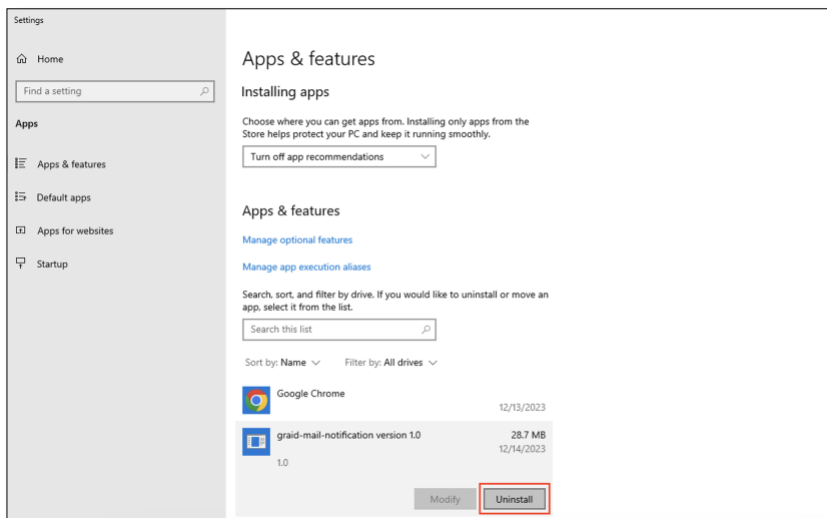 Settings
Home
Find a setting
Apps
Apps & features
Default apps
Apps for websites
Startup
Apps & features
Installing apps
Choose where you can get apps from. Installing only apps from the
Store helps protect your PC and keep it running smoothly.
Turn off app recommendations
Apps & features
Manage optional features
Manage app execution aliases
Search, sort, and filter by drive. If you would like to uninstall or move an
app, select it from the list.
Search this list
Sort by: Name Filter by: All drives
Google Chrome
12/13/2023
graid-mail-notification version 1.0 28.7 MB
12/14/2023
1.0
Modify Uninstall